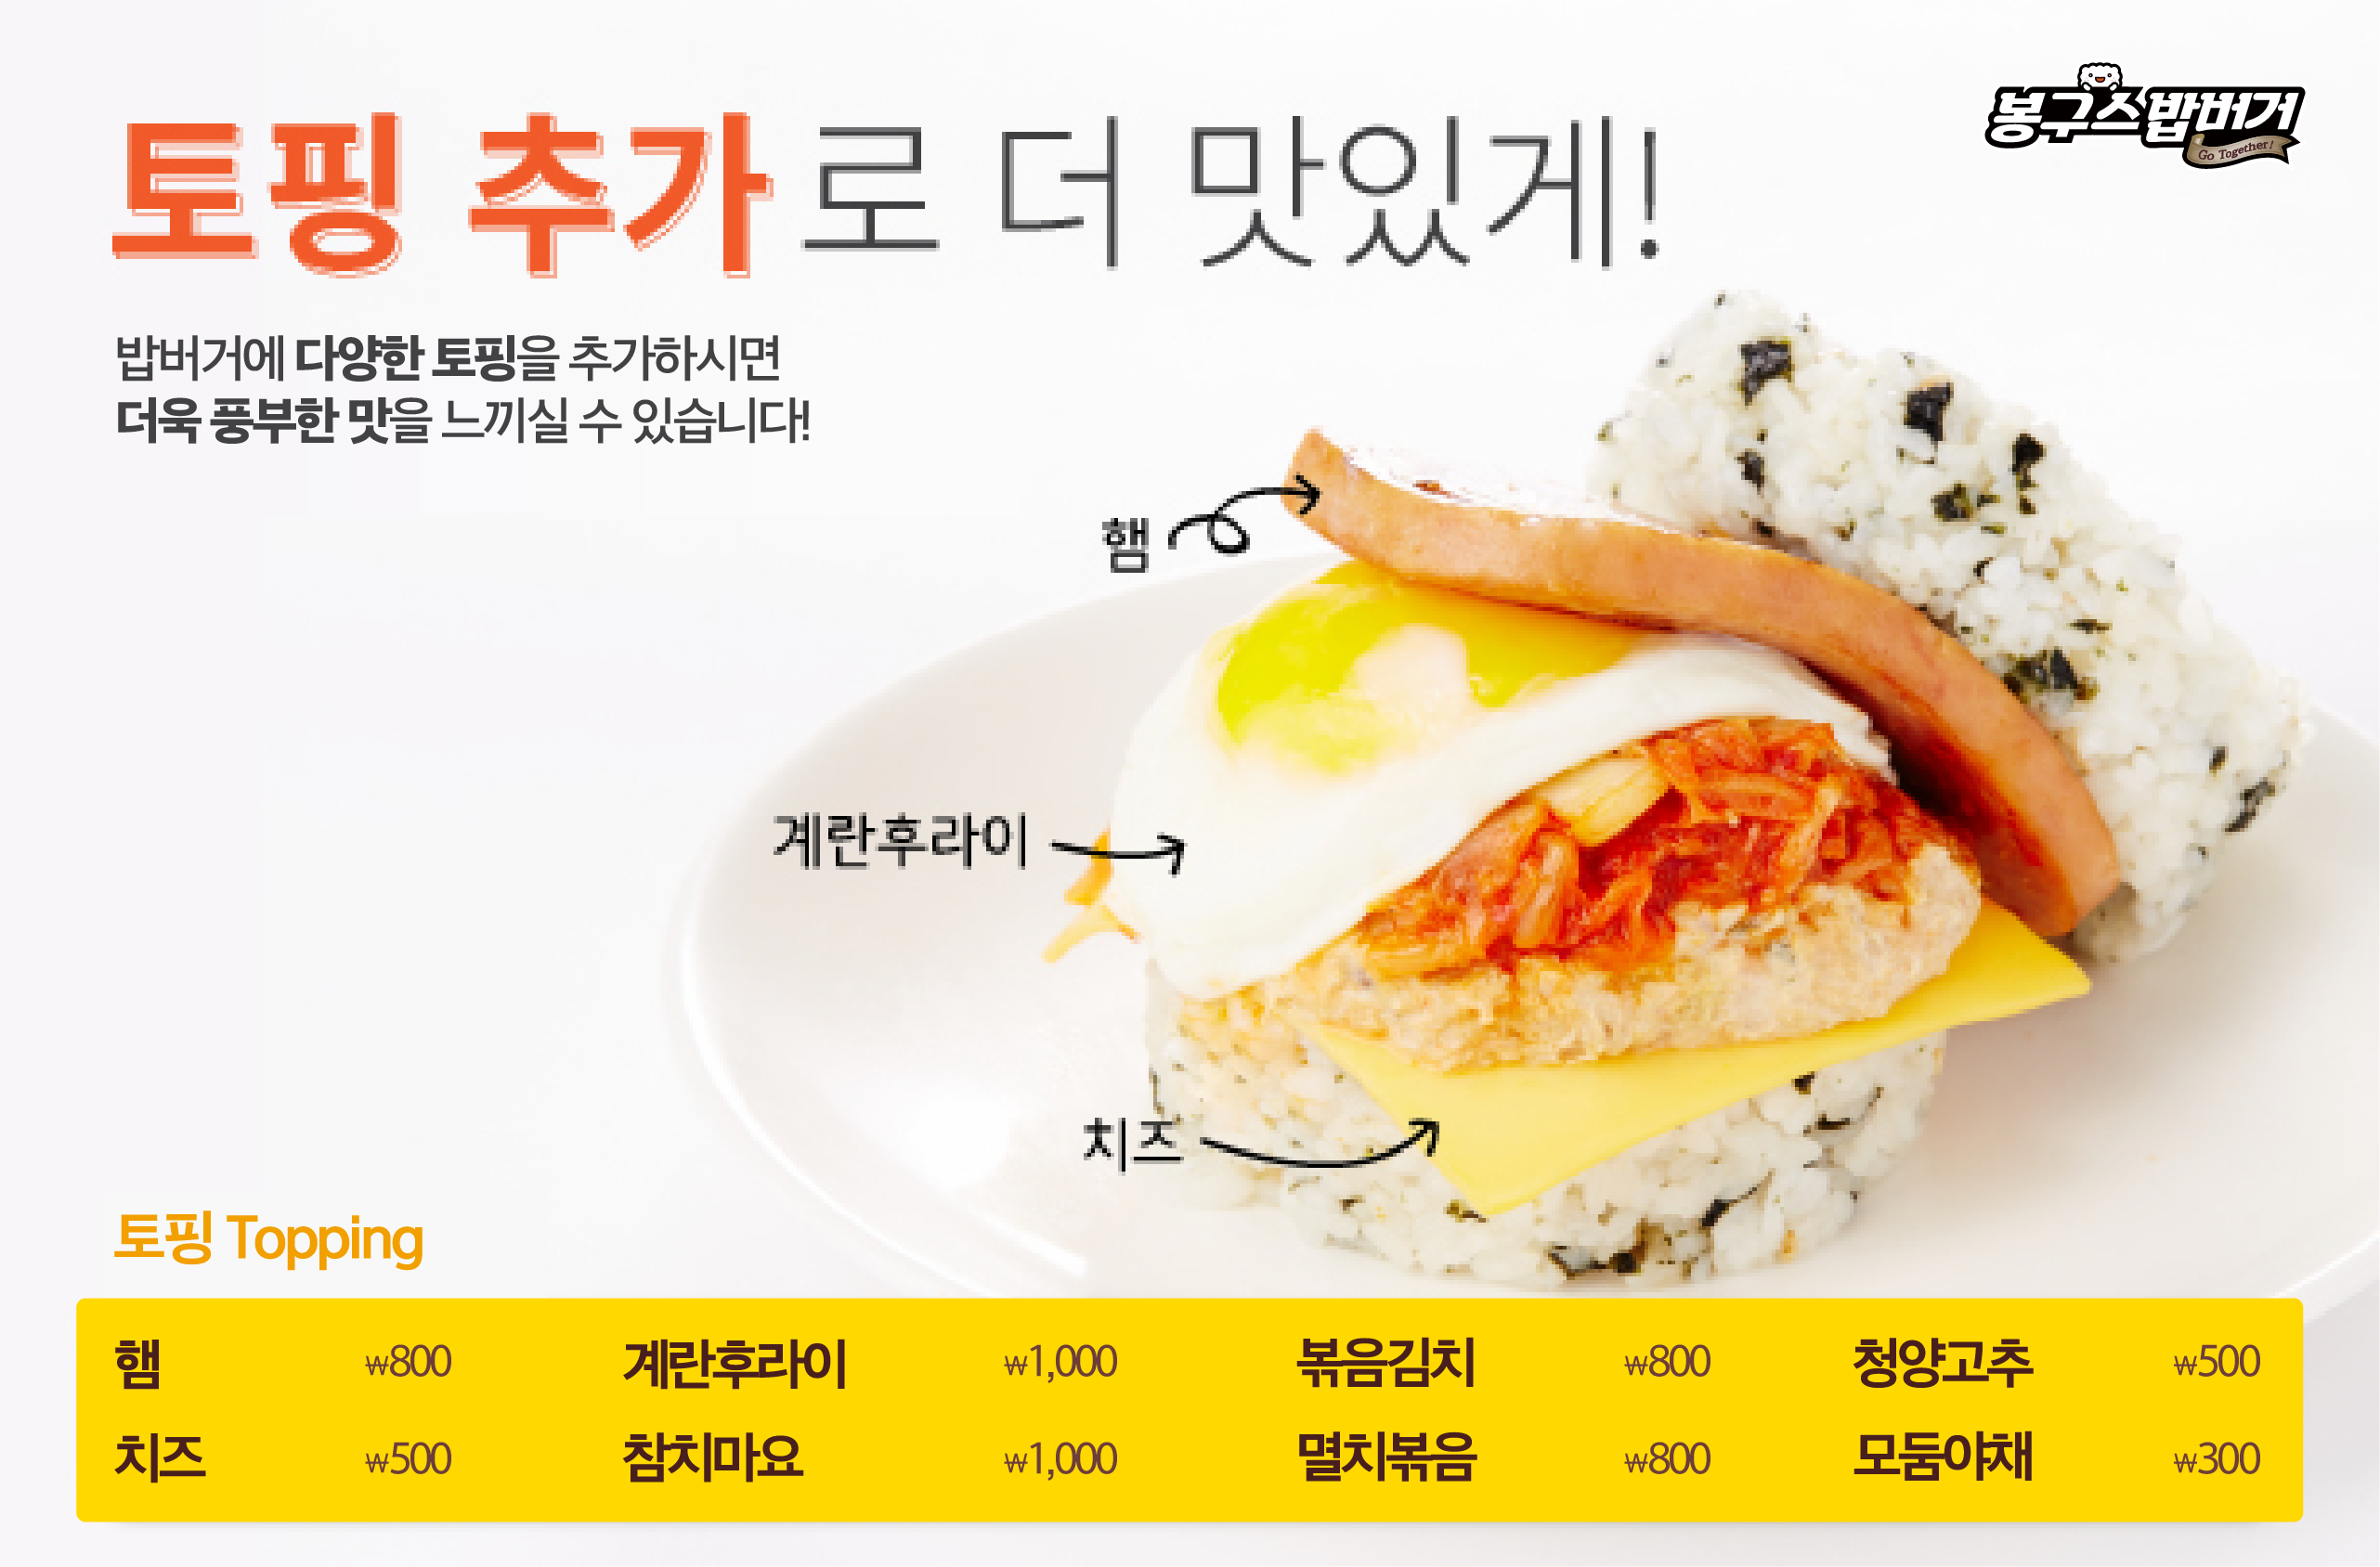 토핑 추가로 더 맛있게!
봉구스밥버거
Go Together!
밥버거에 다양한 토핑을 추가하시면
더욱 풍부한 맛을 느끼실 수 있습니다!
햄
계란후라이
치즈
토핑 Topping
햄 ₩800 계란후라이 ₩1,000 볶음김치 ₩800 청양고추 ₩500
치즈 ₩500 참치마요 ₩1,000 멸치볶음 ₩800 모둠야채 ₩300